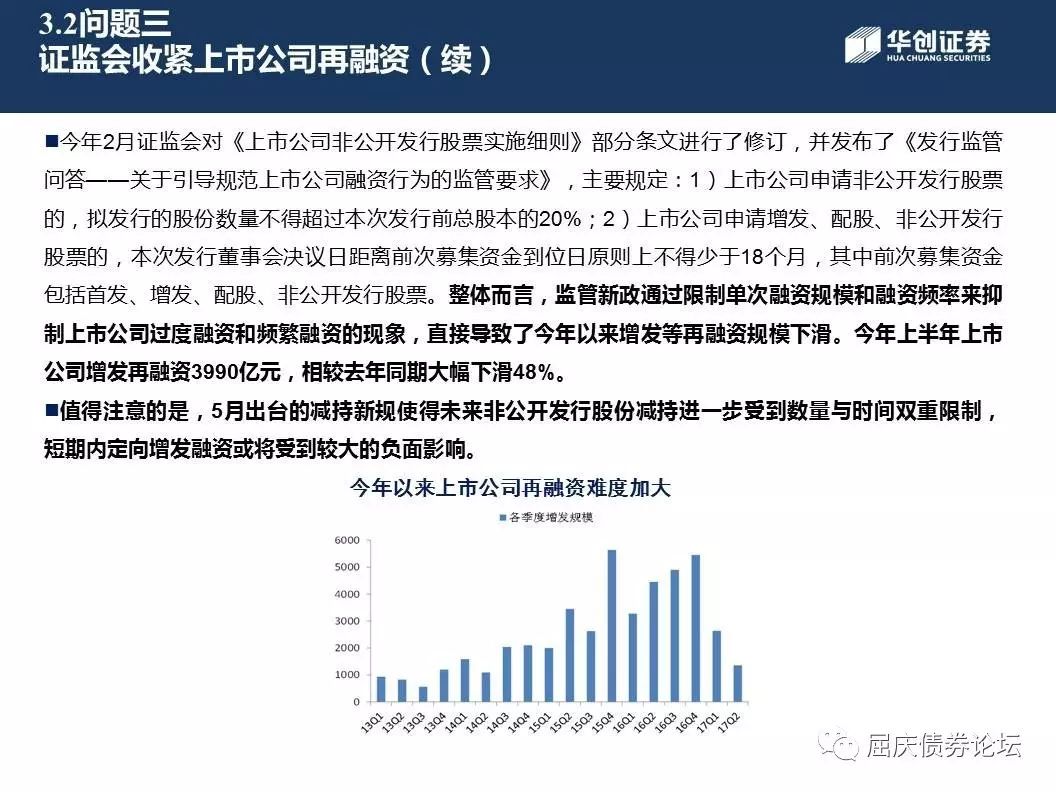 3.2问题三
证监会收紧上市公司再融资（续）
华创证券
HUA CHUANG SECURITIES
■今年2月证监会对《上市公司非公开发行股票实施细则》部分条文进行了修订，并发布了《发行监管
问答——关于引导规范上市公司融资行为的监管要求》，主要规定：1）上市公司申请非公开发行股票
的，拟发行的股份数量不得超过本次发行前总股本的20%；2）上市公司申请增发、配股、非公开发行
股票的，本次发行董事会决议日距离前次募集资金到位日原则上不得少于18个月，其中前次募集资金
包括首发、增发、配股、非公开发行股票。整体而言，监管新政通过限制单次融资规模和融资频率来抑
制上市公司过度融资和频繁融资的现象，直接导致了今年以来增发等再融资规模下滑。今年上半年上市
公司增发再融资3990亿元，相较去年同期大幅下滑48%。
■值得注意的是，5月出台的减持新规使得未来非公开发行股份减持进一步受到数量与时间双重限制，
短期内定向增发融资或将受到较大的负面影响。
今年以来上市公司再融资难度加大
各季度增发规模
6000
5000
4000
3000
2000
1000
0
13Q1 13Q2 13Q3 13Q4 14Q1 14Q2 14Q3 14Q4 15Q1 15Q2 15Q3 15Q4 16Q1 16Q2 16Q3 16Q4 17Q1 17Q2
屈庆债券论坛